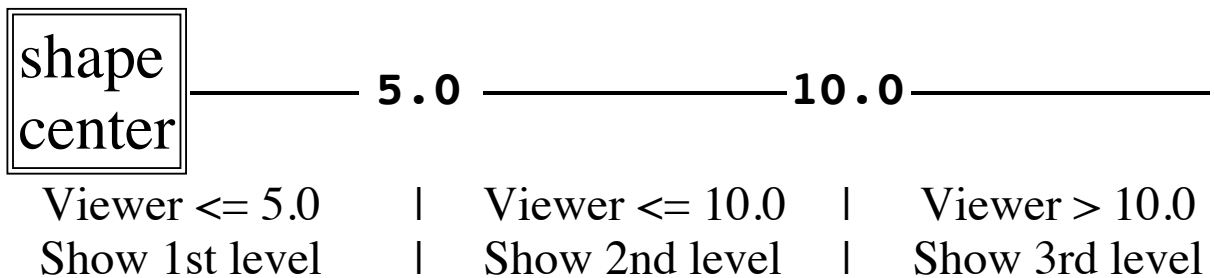 shape
center
5.0 10.0
Viewer <= 5.0 | Viewer <= 10.0 | Viewer > 10.0
Show 1st level | Show 2nd level | Show 3rd level